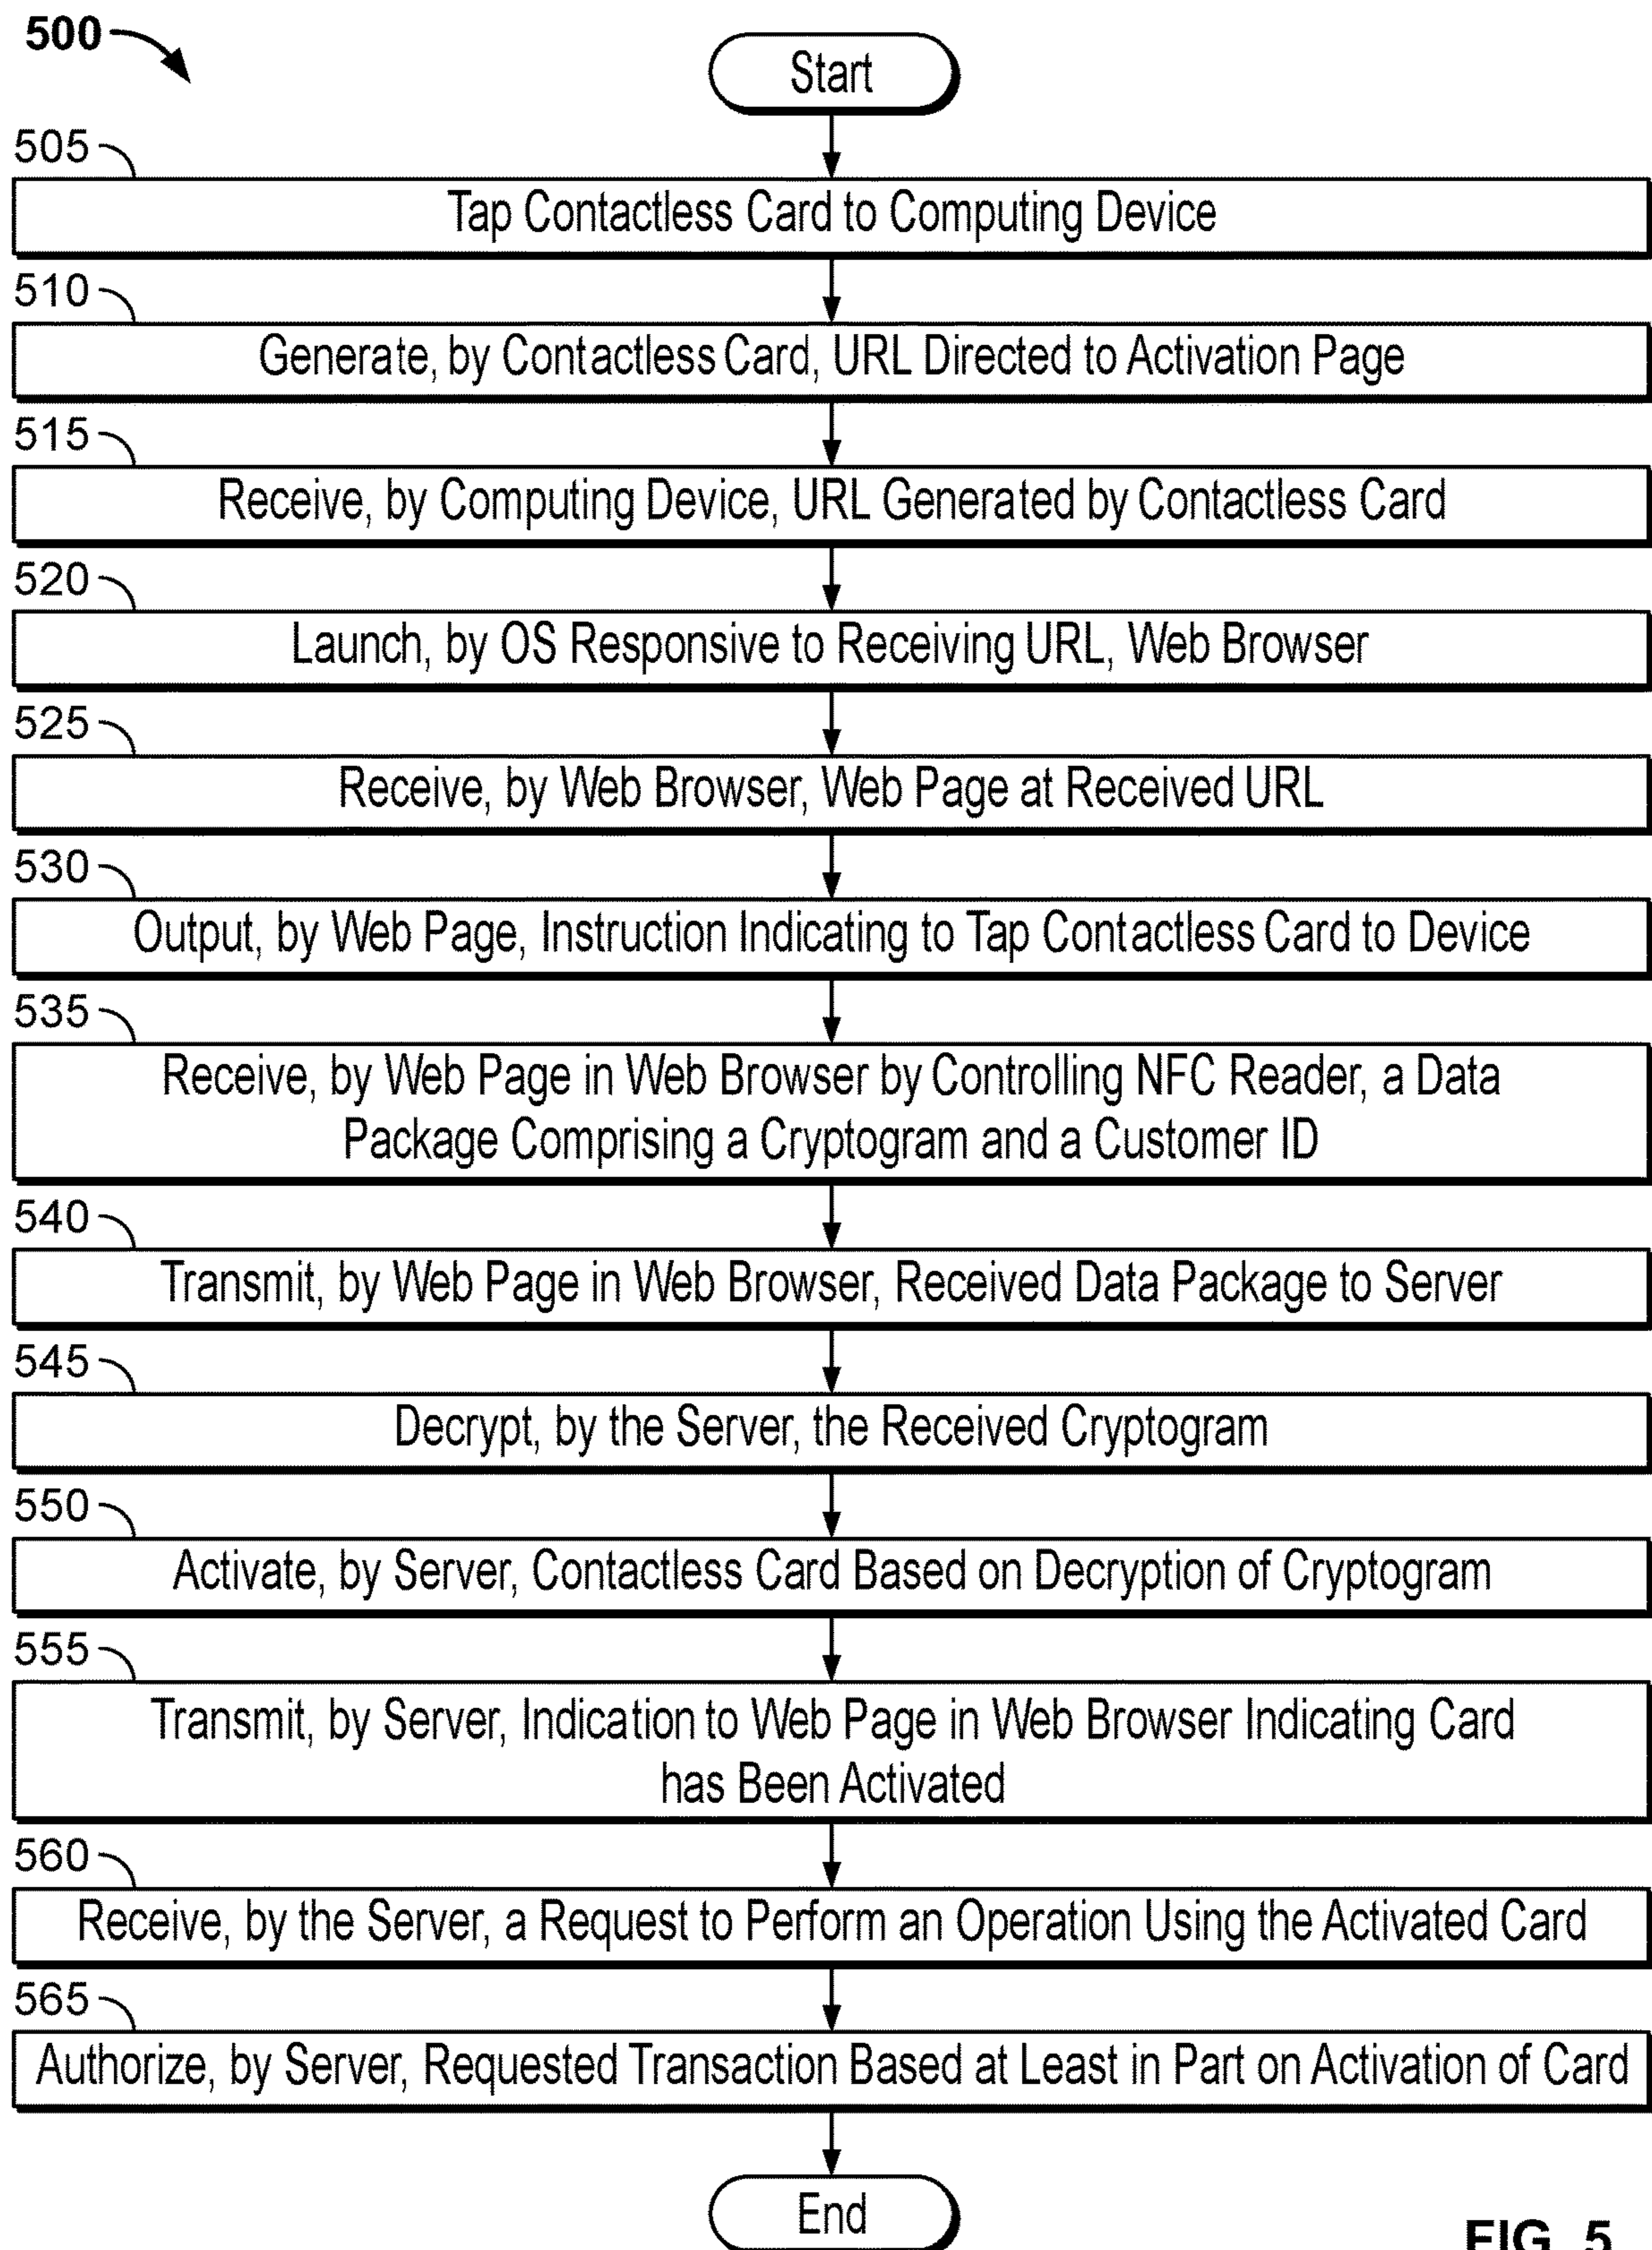 500
Start
505
Tap Contactless Card to Computing Device
510
Generate, by Contactless Card, URL Directed to Activation Page
515
Receive, by Computing Device, URL Generated by Contactless Card
520
Launch, by OS Responsive to Receiving URL, Web Browser
525
Receive, by Web Browser, Web Page at Received URL
530
Output, by Web Page, Instruction Indicating to Tap Contactless Card to Device
535
Receive, by Web Page in Web Browser by Controlling NFC Reader, a Data
Package Comprising a Cryptogram and a Customer ID
540
Transmit, by Web Page in Web Browser, Received Data Package to Server
545
Decrypt, by the Server, the Received Cryptogram
550
Activate, by Server, Contactless Card Based on Decryption of Cryptogram
555
Transmit, by Server, Indication to Web Page in Web Browser Indicating Card
has Been Activated
560
Receive, by the Server, a Request to Perform an Operation Using the Activated Card
565
Authorize, by Server, Requested Transaction Based at Least in Part on Activation of Card
End
FIG. 5